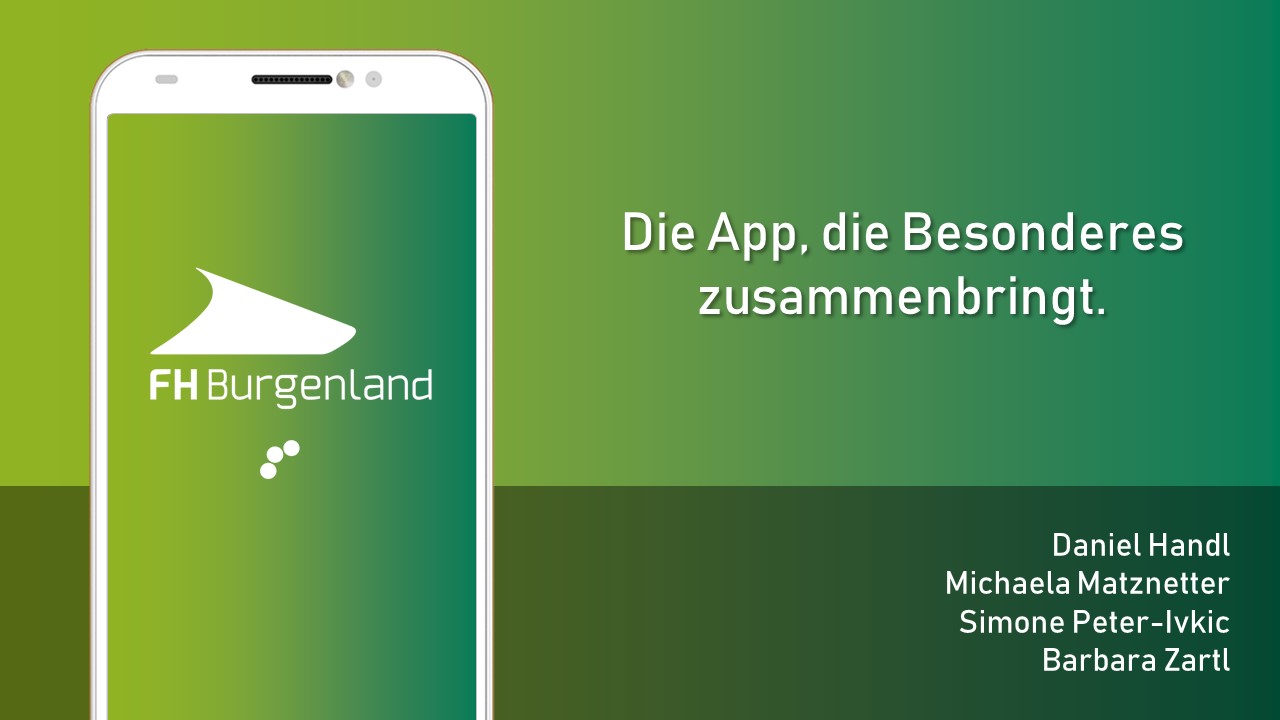 FH Burgenland
Die App, die Besonderes
zusammenbringt.
Daniel Handl
Michaela Matznetter
Simone Peter-Ivkic
Barbara Zartl